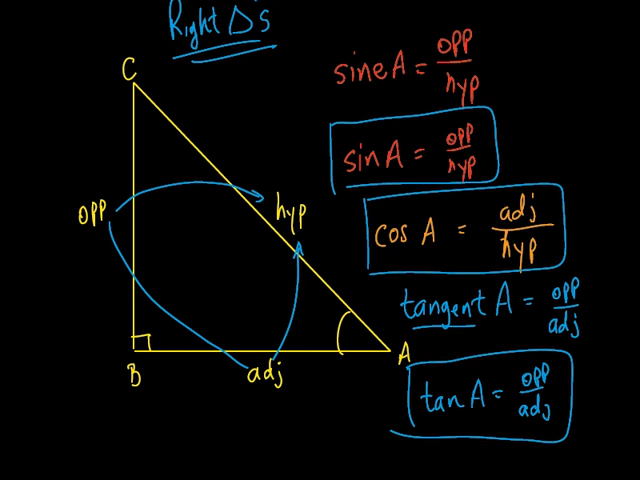 Right Δ's
C
sine A = opp/hyp
sin A = opp/hyp
opp
hyp
cos A = adj/hyp
tangent A = opp/adj
A
B
adj
tan A = opp/adj